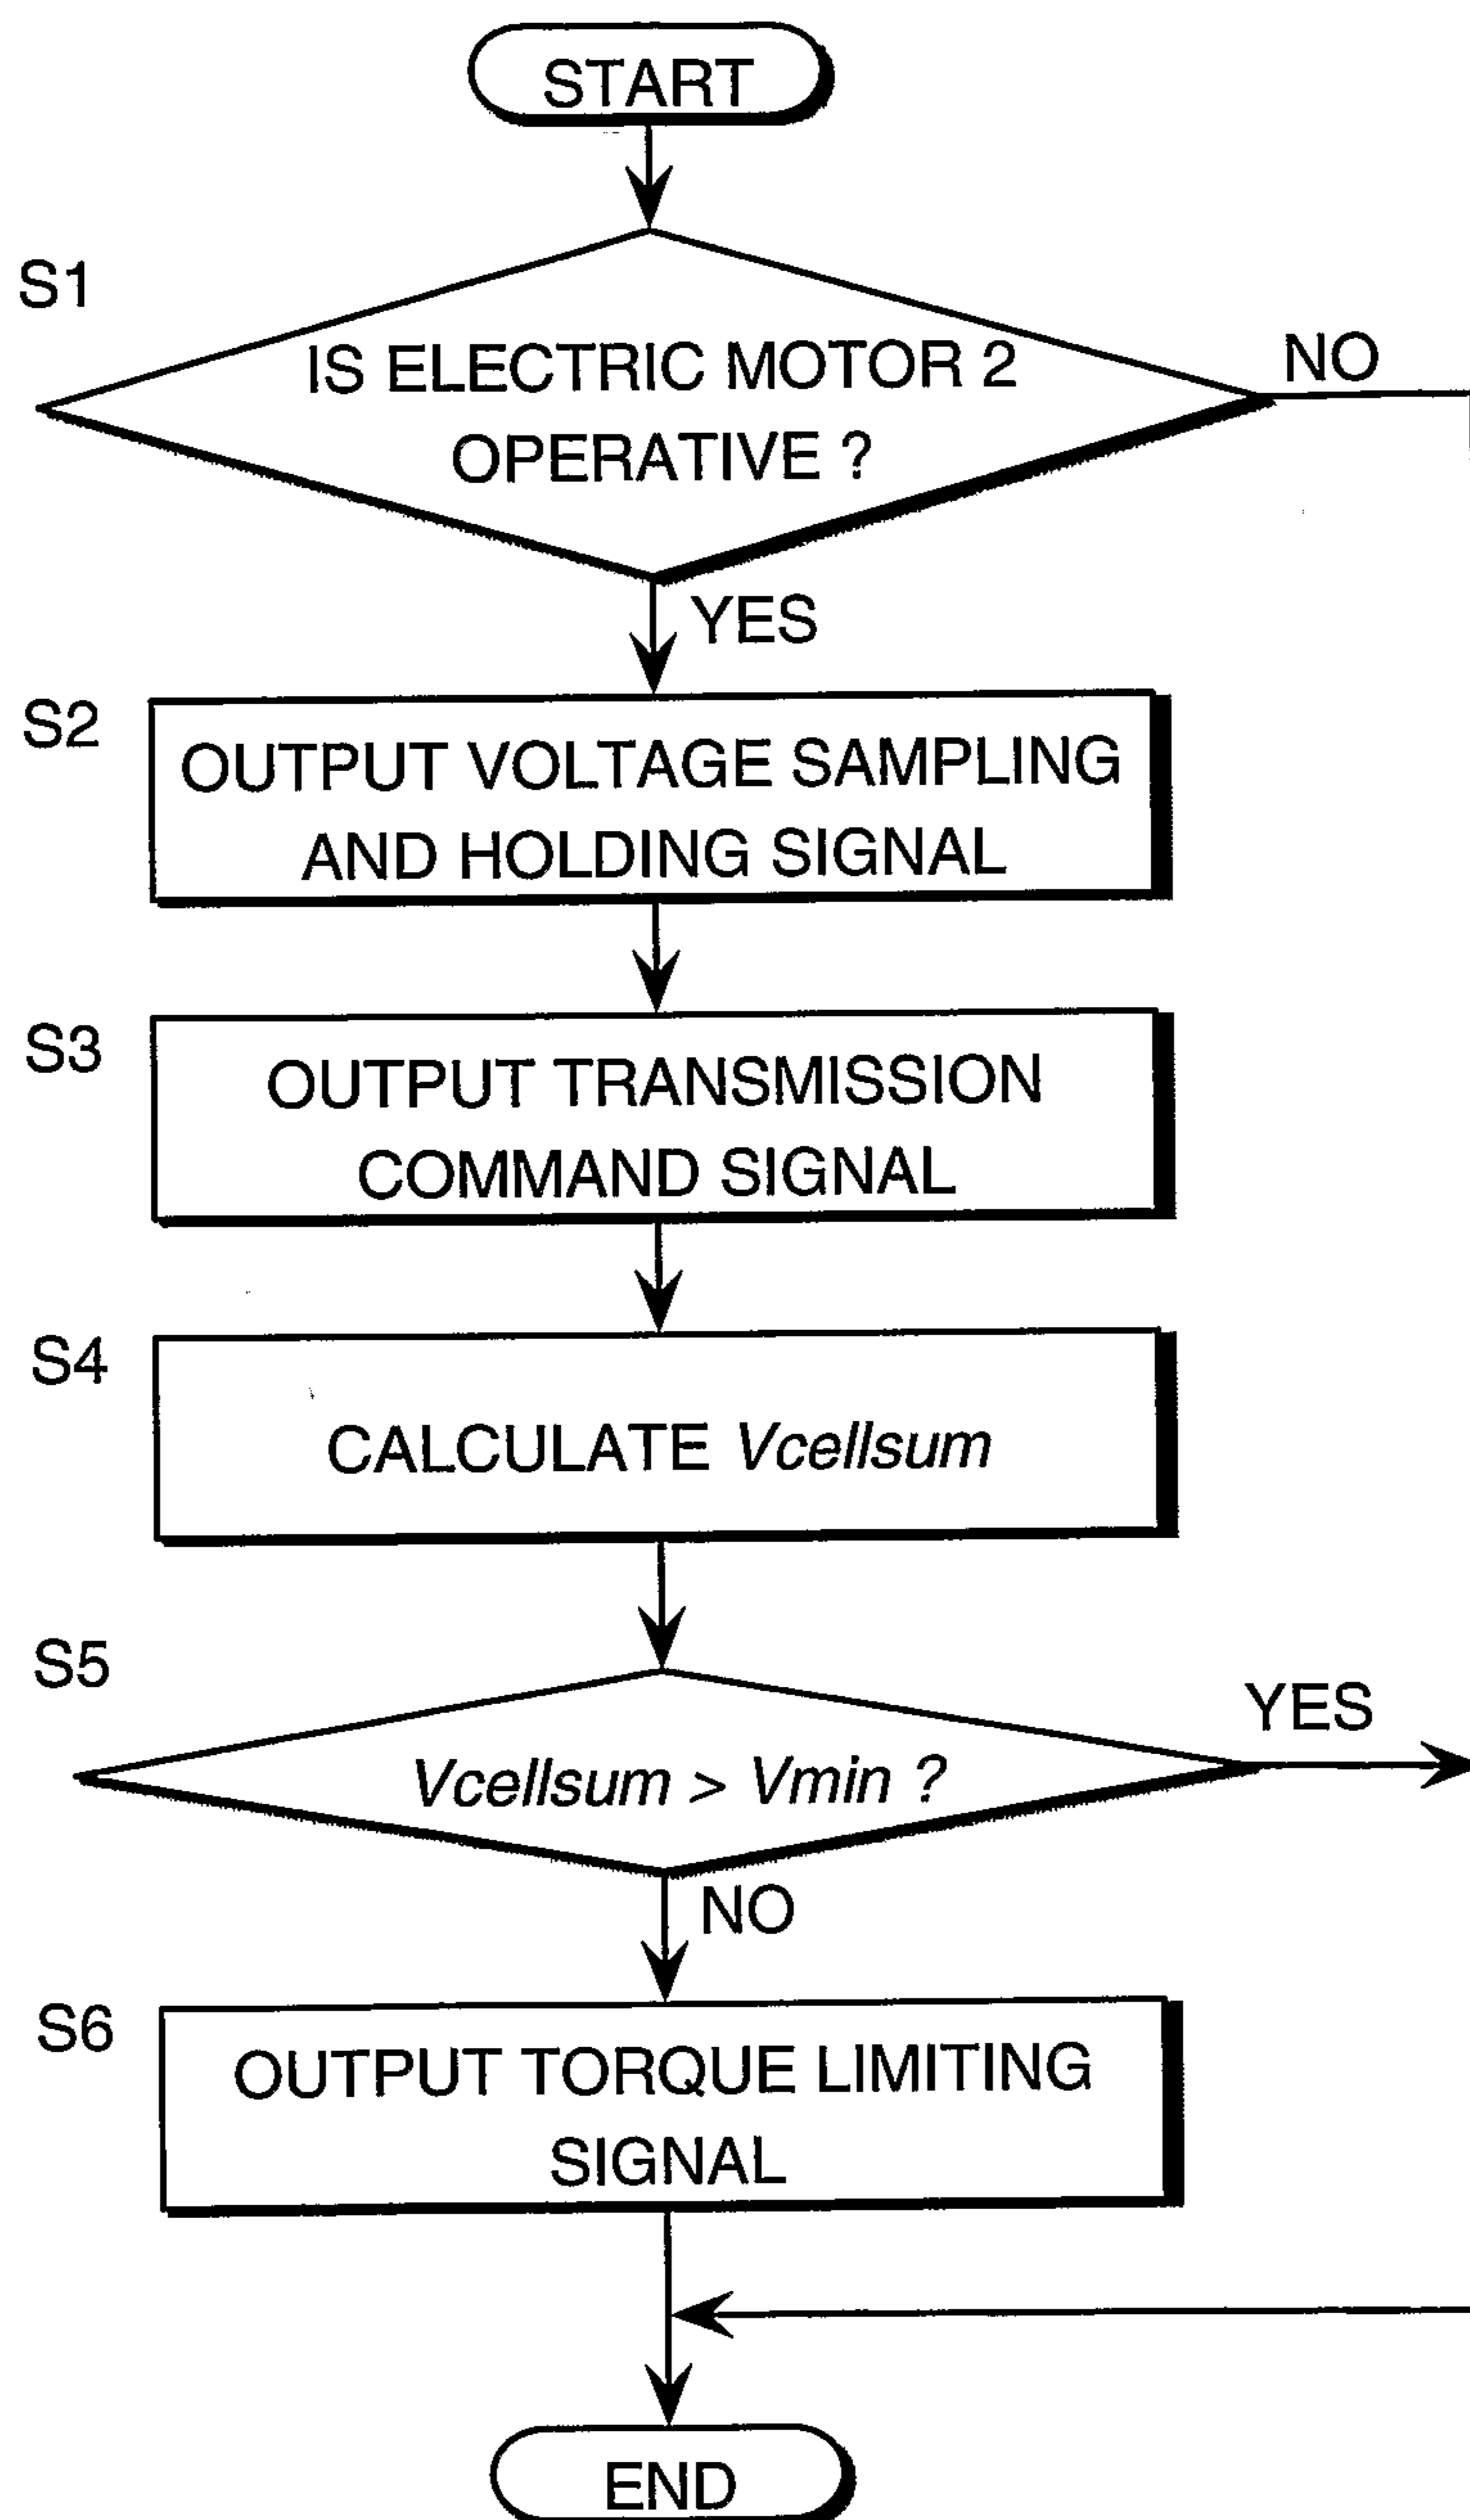 START
S1
IS ELECTRIC MOTOR 2
OPERATIVE ?
NO
YES
S2
OUTPUT VOLTAGE SAMPLING
AND HOLDING SIGNAL
S3
OUTPUT TRANSMISSION
COMMAND SIGNAL
S4
CALCULATE Vcellsum
S5
YES
Vcellsum > Vmin ?
NO
S6
OUTPUT TORQUE LIMITING
SIGNAL
END